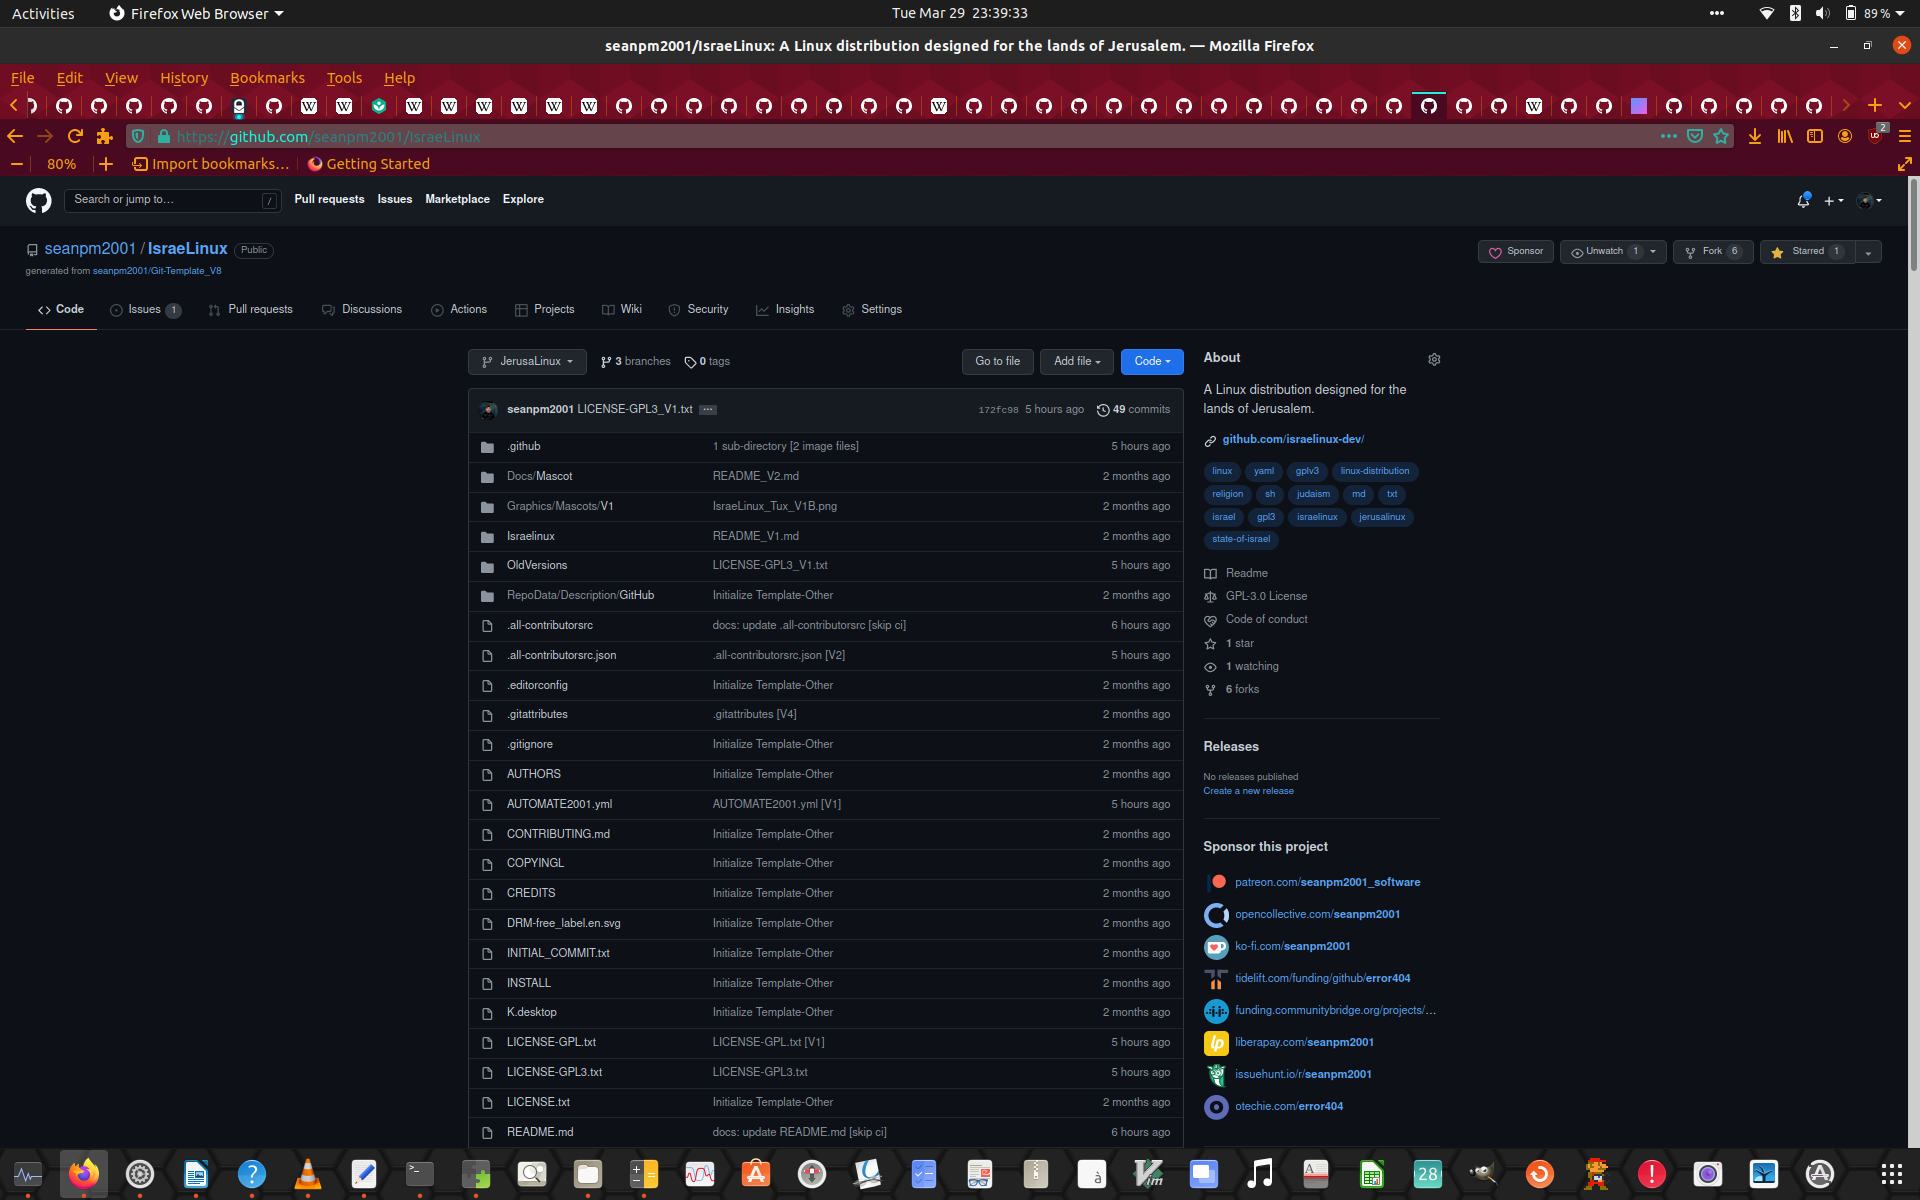 Activities
Firefox Web Browser
Tue Mar 29  23:39:33
89 %
seanpm2001/IsraeLinux: A Linux distribution designed for the lands of Jerusalem. — Mozilla Firefox
File Edit View History Bookmarks Tools Help
https://github.com/seanpm2001/IsraeLinux
2
80%
Import bookmarks...
Getting Started
Search or jump to...
/
Pull requests Issues Marketplace Explore
seanpm2001 / IsraeLinux Public
generated from seanpm2001/Git-Template_V8
Sponsor
Unwatch 1
Fork 6
Starred 1
Code Issues 1 Pull requests Discussions Actions Projects Wiki Security Insights Settings
JerusaLinux
3 branches
0 tags
Go to file
Add file
Code
seanpm2001 LICENSE-GPL3_V1.txt ... 172fc98 5 hours ago 49 commits
.github 1 sub-directory [2 image files] 5 hours ago
Docs/Mascot README_V2.md 2 months ago
Graphics/Mascots/V1 IsraeLinux_Tux_V1B.png 2 months ago
Israelinux README_V1.md 2 months ago
OldVersions LICENSE-GPL3_V1.txt 5 hours ago
RepoData/Description/GitHub Initialize Template-Other 2 months ago
.all-contributorsrc docs: update .all-contributorsrc [skip ci] 6 hours ago
.all-contributorsrc.json .all-contributorsrc.json [V2] 5 hours ago
.editorconfig Initialize Template-Other 2 months ago
.gitattributes .gitattributes [V4] 2 months ago
.gitignore Initialize Template-Other 2 months ago
AUTHORS Initialize Template-Other 2 months ago
AUTOMATE2001.yml AUTOMATE2001.yml [V1] 5 hours ago
CONTRIBUTING.md Initialize Template-Other 2 months ago
COPYINGL Initialize Template-Other 2 months ago
CREDITS Initialize Template-Other 2 months ago
DRM-free_label.en.svg Initialize Template-Other 2 months ago
INITIAL_COMMIT.txt Initialize Template-Other 2 months ago
INSTALL Initialize Template-Other 2 months ago
K.desktop Initialize Template-Other 2 months ago
LICENSE-GPL.txt LICENSE-GPL.txt [V1] 5 hours ago
LICENSE-GPL3.txt LICENSE-GPL3.txt 5 hours ago
LICENSE.txt Initialize Template-Other 2 months ago
README.md docs: update README.md [skip ci] 6 hours ago
About
A Linux distribution designed for the
lands of Jerusalem.
github.com/israelinux-dev/
linux yaml gplv3 linux-distribution
religion sh judaism md txt
israel gpl3 israelinux jerusalinux
state-of-israel
Readme
GPL-3.0 License
Code of conduct
1 star
1 watching
6 forks
Releases
No releases published
Create a new release
Sponsor this project
patreon.com/seanpm2001_software
opencollective.com/seanpm2001
ko-fi.com/seanpm2001
tidelift.com/funding/github/error404
funding.communitybridge.org/projects/...
liberapay.com/seanpm2001
issuehunt.io/r/seanpm2001
otechie.com/error404
28